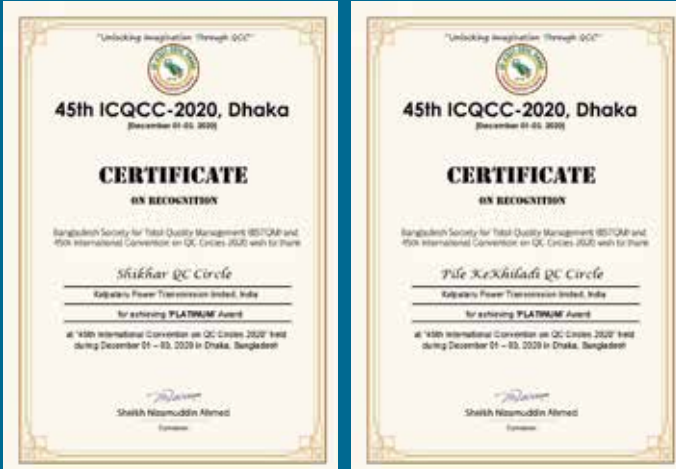 "Unlocking Imagination Through QCC"
45th ICQCC-2020, Dhaka
(December 01-03, 2020)
CERTIFICATE
ON RECOGNITION
Bangladesh Society for Total Quality Management (BSTQM) and
45th International Convention on QC Circles 2020 wish to thank
Shikhar QC Circle
Kalpataru Power Transmission limited, India
for achieving 'PLATINUM' Award
at '45th International Convention on QC Circles 2020' held
during December 01 – 03, 2020 in Dhaka, Bangladesh
Sheikh Nizamuddin Ahmed
Convenor
"Unlocking Imagination Through QCC"
45th ICQCC-2020, Dhaka
(December 01-03, 2020)
CERTIFICATE
ON RECOGNITION
Bangladesh Society for Total Quality Management (BSTQM) and
45th International Convention on QC Circles 2020 wish to thank
Pile KeKhiladi QC Circle
Kalpataru Power Transmission limited, India
for achieving 'PLATINUM' Award
at '45th International Convention on QC Circles 2020' held
during December 01 – 03, 2020 in Dhaka, Bangladesh
Sheikh Nizamuddin Ahmed
Convenor